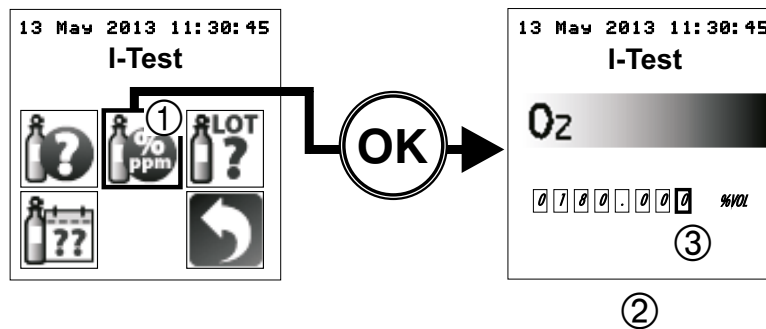 13 May 2013 11:30:45
I-Test
?
% ppm
①
LOT ?
??
OK
13 May 2013 11:30:45
I-Test
O2
0180.000 %VOL
③
②